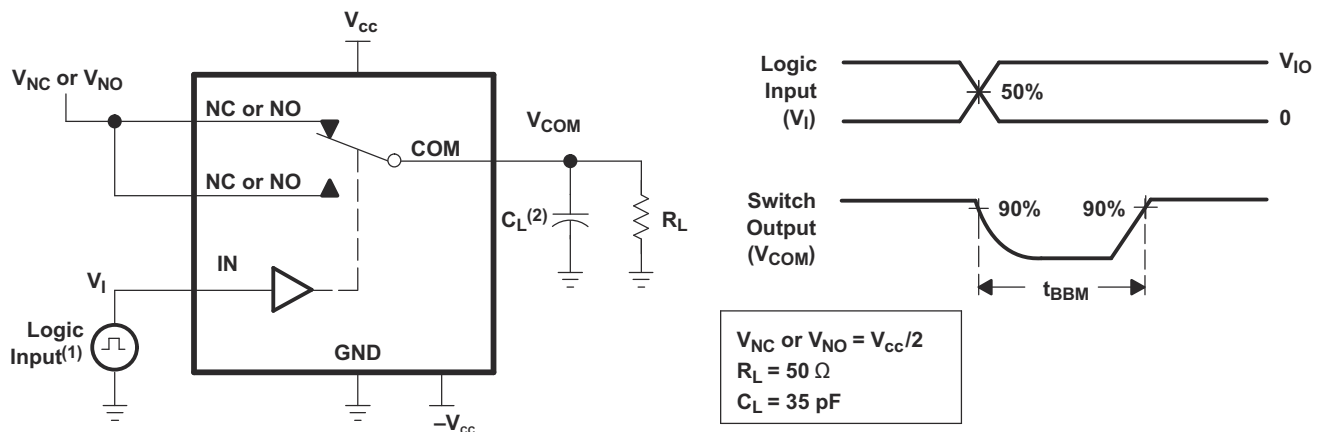 V_cc
V_NC or V_NO
NC or NO
V_COM
COM
NC or NO
C_L(2)
R_L
IN
V_I
Logic
Input(1)
GND
–V_cc
Logic
Input
(V_I)
50%
V_IO
0
Switch
Output
(V_COM)
90%
90%
t_BBM
V_NC or V_NO = V_cc/2
R_L = 50 Ω
C_L = 35 pF